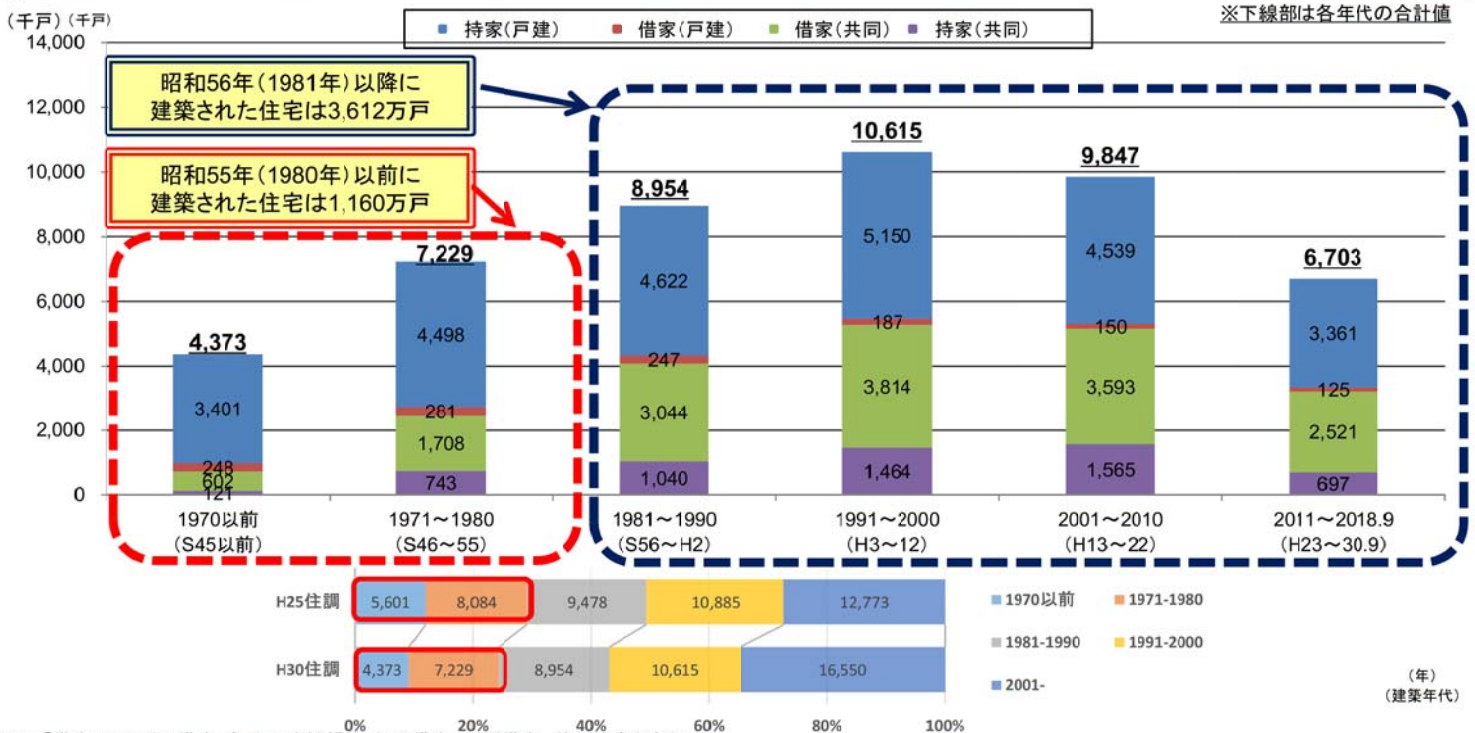 (千戸) (千戸)
※下線部は各年代の合計値
持家(戸建) 借家(戸建) 借家(共同) 持家(共同)
14,000
12,000
10,000
8,000
6,000
4,000
2,000
0
昭和56年(1981年)以降に
建築された住宅は3,612万戸
昭和55年(1980年)以前に
建築された住宅は1,160万戸
4,373
3,401
248
602
121
7,229
4,498
281
1,708
743
8,954
4,622
247
3,044
1,040
10,615
5,150
187
3,814
1,464
9,847
4,539
150
3,593
1,565
6,703
3,361
125
2,521
697
1970以前
(S45以前)
1971～1980
(S46～55)
1981～1990
(S56～H2)
1991～2000
(H3～12)
2001～2010
(H13～22)
2011～2018.9
(H23～30.9)
H25住調 5,601 8,084 9,478 10,885 12,773
H30住調 4,373 7,229 8,954 10,615 16,550
0% 20% 40% 60% 80% 100%
1970以前 1971-1980
1981-1990 1991-2000
2001-
(年)
(建築年代)